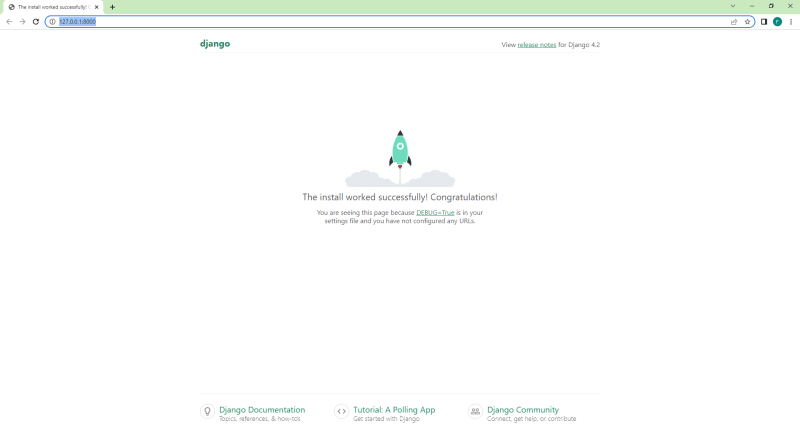 The install worked successfully! C
127.0.0.1:8000
django
View release notes for Django 4.2
The install worked successfully! Congratulations!
You are seeing this page because DEBUG=True is in your
settings file and you have not configured any URLs.
Django Documentation
Topics, references, & how-to's
Tutorial: A Polling App
Get started with Django
Django Community
Connect, get help, or contribute